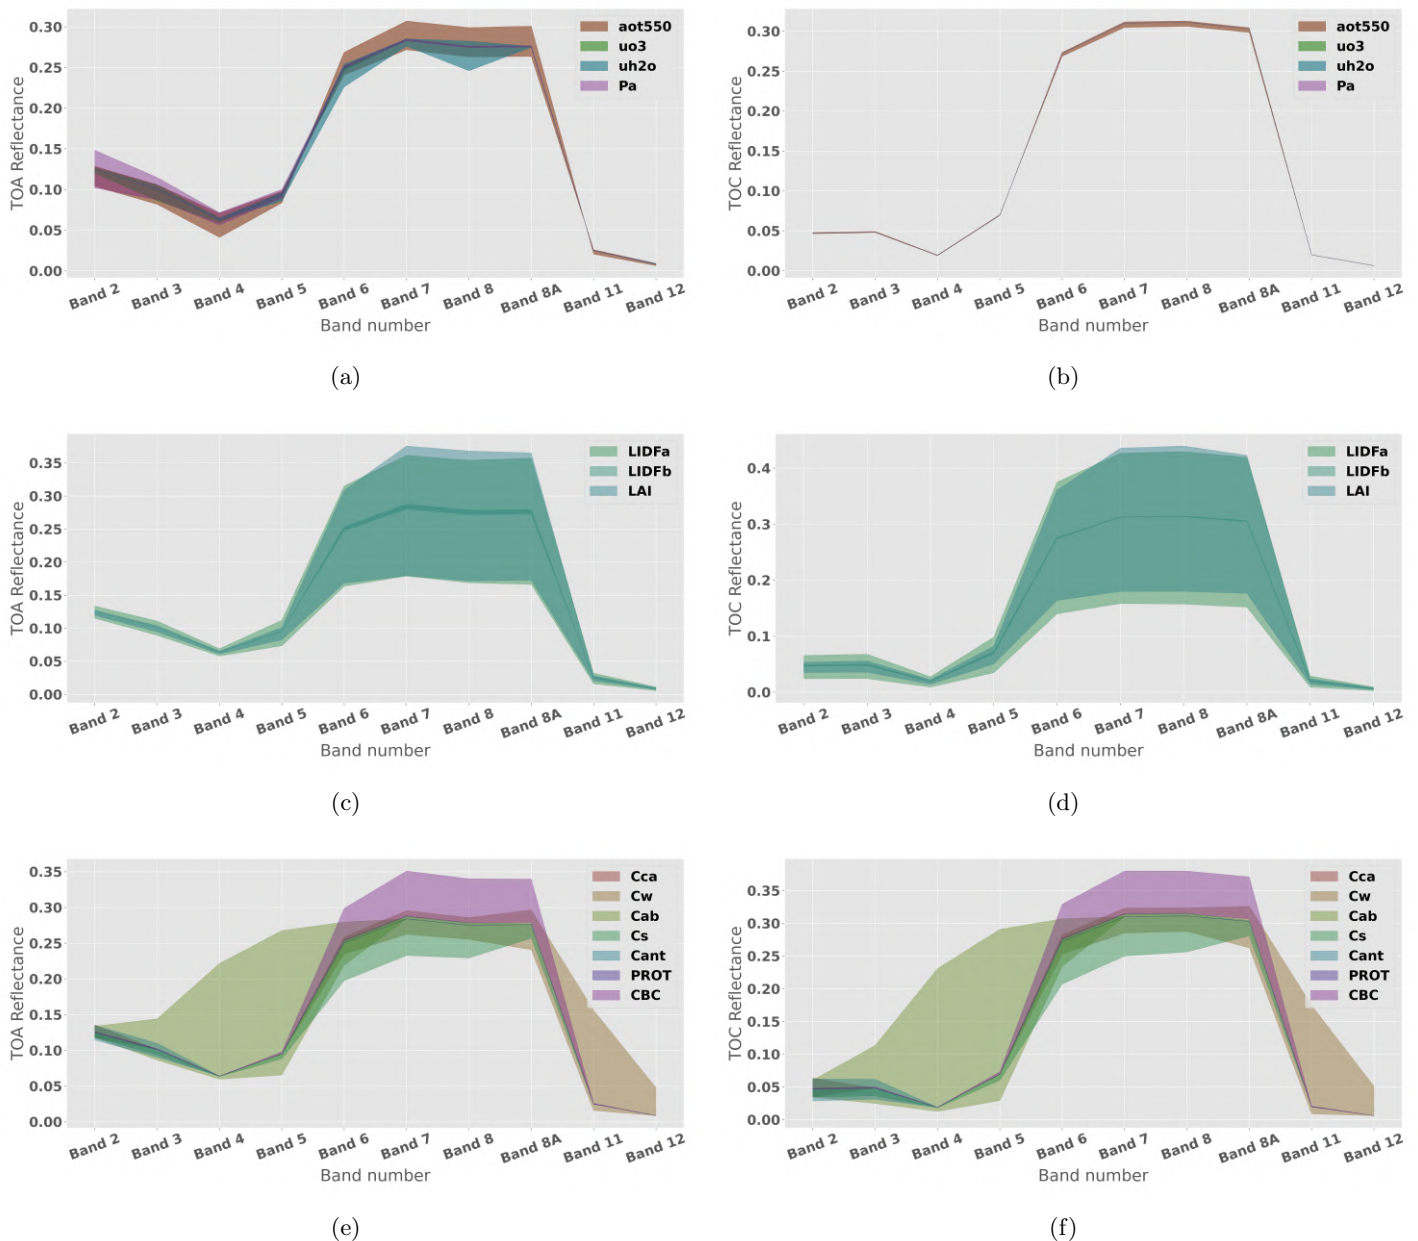 TOA Reflectance
0.30
0.25
0.20
0.15
0.10
0.05
0.00
aot550
uo3
uh2o
Pa
Band 2 Band 3 Band 4 Band 5 Band 6 Band 7 Band 8 Band 8A Band 11 Band 12
Band number
(a)
TOC Reflectance
0.30
0.25
0.20
0.15
0.10
0.05
0.00
aot550
uo3
uh2o
Pa
Band 2 Band 3 Band 4 Band 5 Band 6 Band 7 Band 8 Band 8A Band 11 Band 12
Band number
(b)
TOA Reflectance
0.35
0.30
0.25
0.20
0.15
0.10
0.05
0.00
LIDFa
LIDFb
LAI
Band 2 Band 3 Band 4 Band 5 Band 6 Band 7 Band 8 Band 8A Band 11 Band 12
Band number
(c)
TOC Reflectance
0.4
0.3
0.2
0.1
0.0
LIDFa
LIDFb
LAI
Band 2 Band 3 Band 4 Band 5 Band 6 Band 7 Band 8 Band 8A Band 11 Band 12
Band number
(d)
TOA Reflectance
0.35
0.30
0.25
0.20
0.15
0.10
0.05
0.00
Cca
Cw
Cab
Cs
Cant
PROT
CBC
Band 2 Band 3 Band 4 Band 5 Band 6 Band 7 Band 8 Band 8A Band 11 Band 12
Band number
(e)
TOC Reflectance
0.35
0.30
0.25
0.20
0.15
0.10
0.05
0.00
Cca
Cw
Cab
Cs
Cant
PROT
CBC
Band 2 Band 3 Band 4 Band 5 Band 6 Band 7 Band 8 Band 8A Band 11 Band 12
Band number
(f)